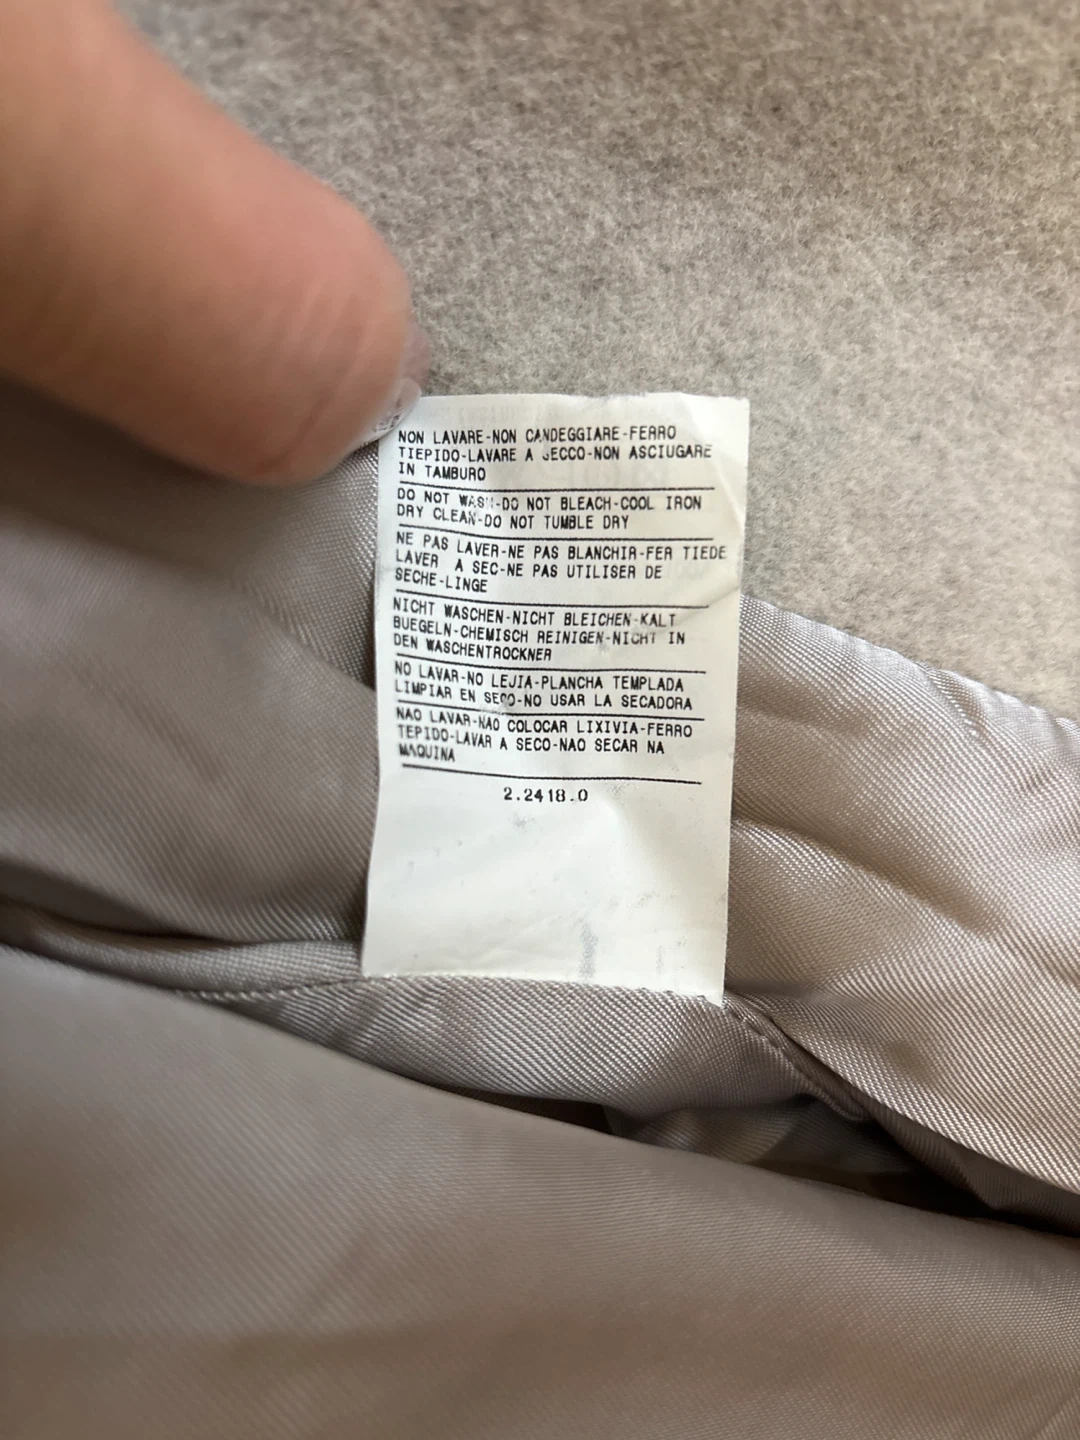 NON LAVARE-NON CANDEGGIARE-FERRO
TIEPIDO-LAVARE A SECCO-NON ASCIUGARE
IN TAMBURO
DO NOT WASH-DO NOT BLEACH-COOL IRON
DRY CLEAN-DO NOT TUMBLE DRY
NE PAS LAVER-NE PAS BLANCHIR-FER TIEDE
LAVER A SEC-NE PAS UTILISER DE
SECHE-LINGE
NICHT WASCHEN-NICHT BLEICHEN-KALT
BUEGELN-CHEMISCH REINIGEN-NICHT IN
DEN WASCHENTROCKNER
NO LAVAR-NO LEJIA-PLANCHA TEMPLADA
LIMPIAR EN SECO-NO USAR LA SECADORA
NAO LAVAR-NAO COLOCAR LIXIVIA-FERRO
TEPIDO-LAVAR A SECO-NAO SECAR NA
MAQUINA
2.2418.0